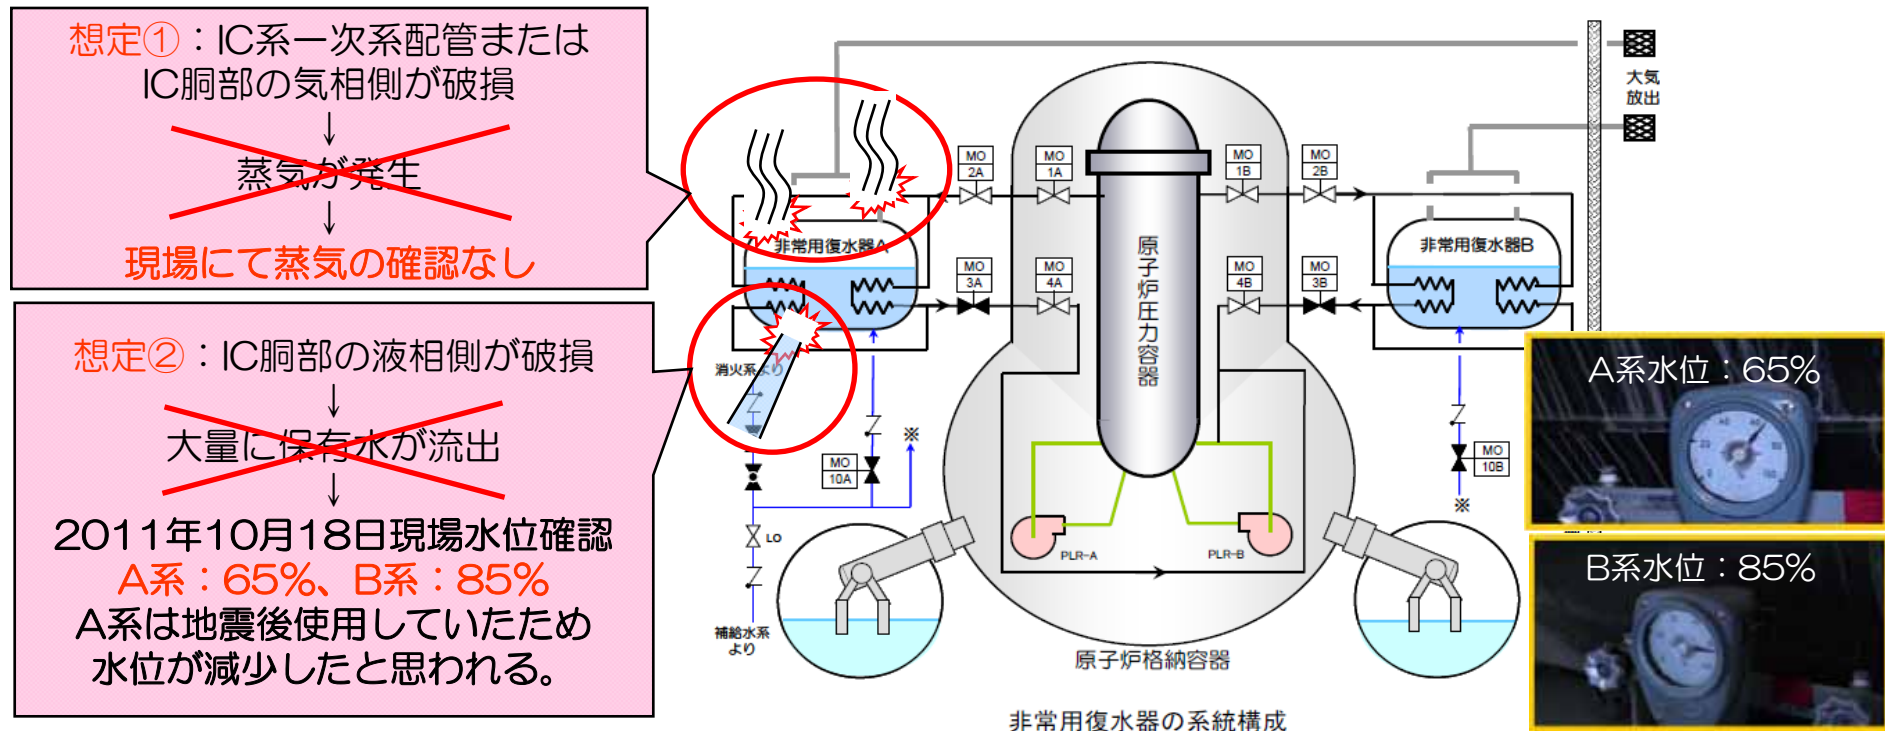 想定①：IC系一次系配管または
IC胴部の気相側が破損
↓
蒸気が発生
↓
現場にて蒸気の確認なし
想定②：IC胴部の液相側が破損
↓
大量に保有水が流出
↓
2011年10月18日現場水位確認
A系：65%、B系：85%
A系は地震後使用していたため
水位が減少したと思われる。
大気
放出
MO
2A
MO
1A
MO
1B
MO
2B
非常用復水器A
非常用復水器B
原子炉圧力容器
MO
3A
MO
4A
MO
4B
MO
3B
消火系より
※
MO
10A
MO
10B
※
LO
PLR-A
PLR-B
補給水系
より
原子炉格納容器
非常用復水器の系統構成
A系水位：65%
B系水位：85%